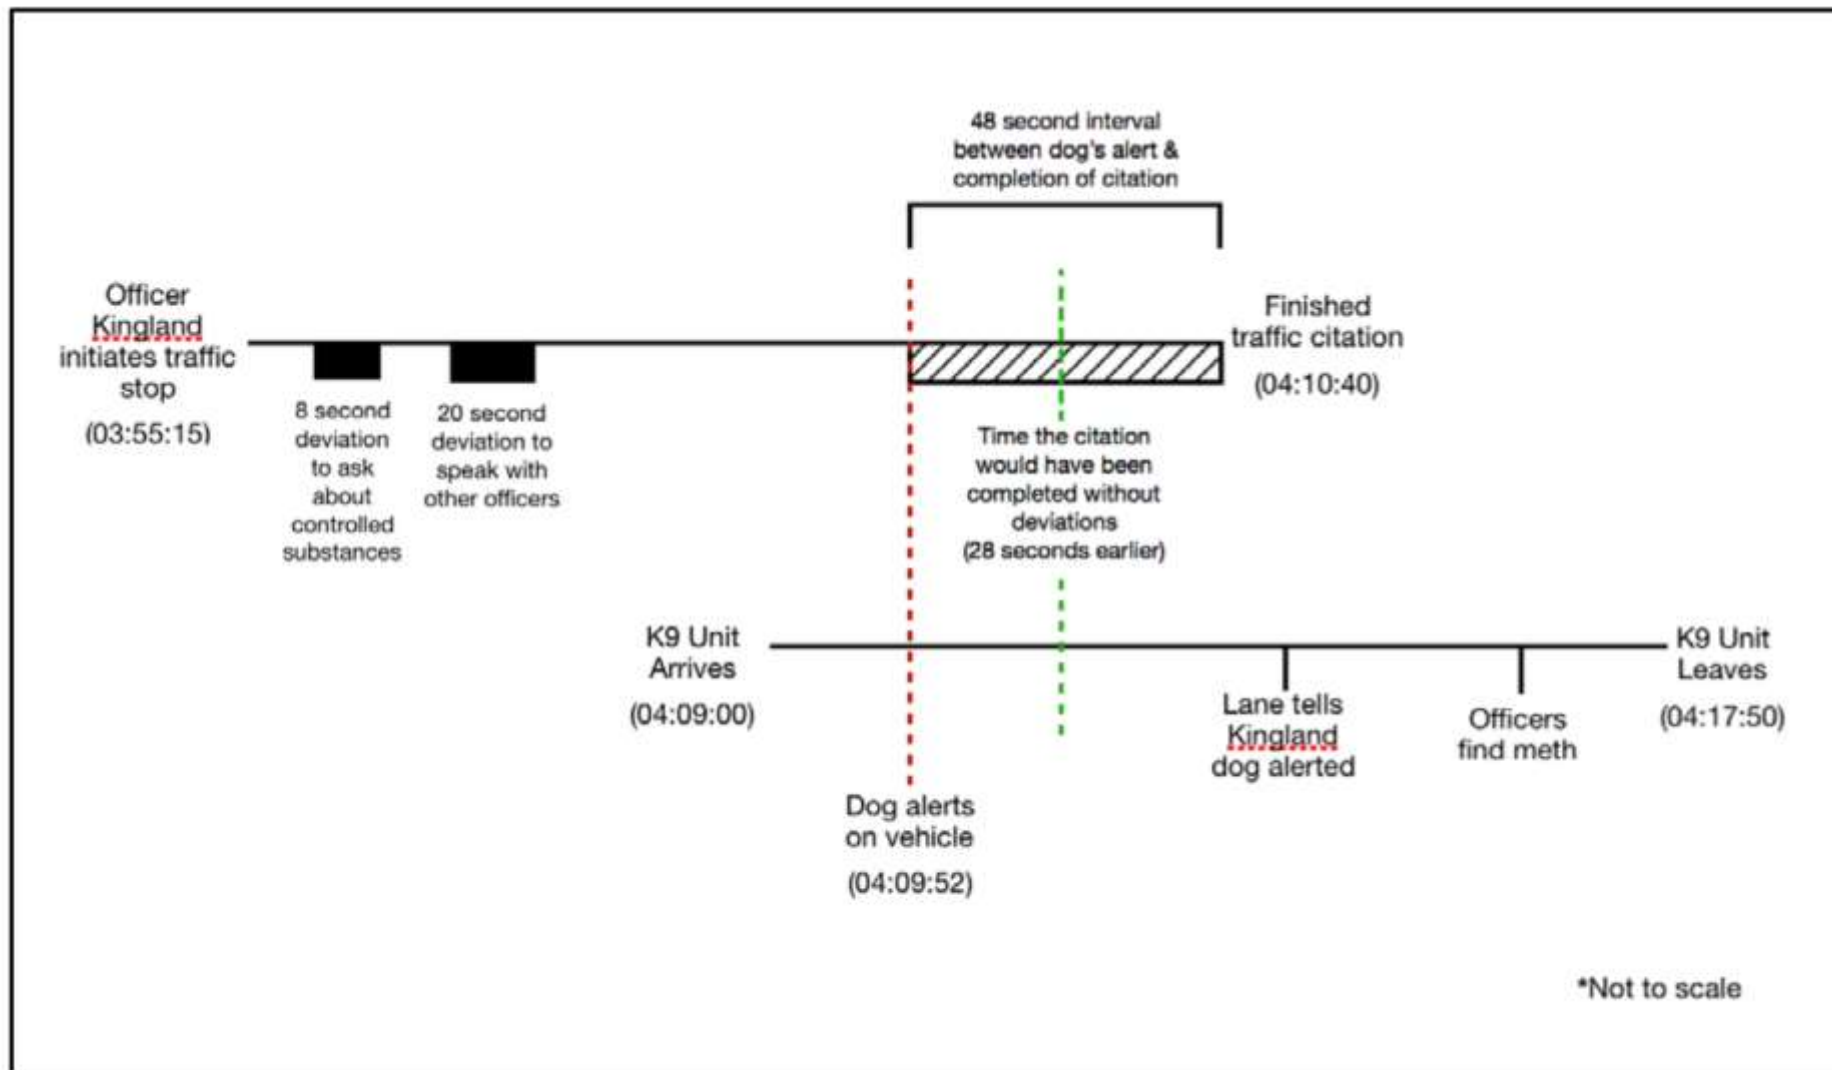 48 second interval
between dog's alert &
completion of citation
Officer
Kingland
initiates traffic
stop
(03:55:15)
8 second
deviation
to ask
about
controlled
substances
20 second
deviation to
speak with
other officers
Finished
traffic citation
(04:10:40)
Time the citation
would have been
completed without
deviations
(28 seconds earlier)
K9 Unit
Arrives
(04:09:00)
Dog alerts
on vehicle
(04:09:52)
Lane tells
Kingland
dog alerted
Officers
find meth
K9 Unit
Leaves
(04:17:50)
*Not to scale